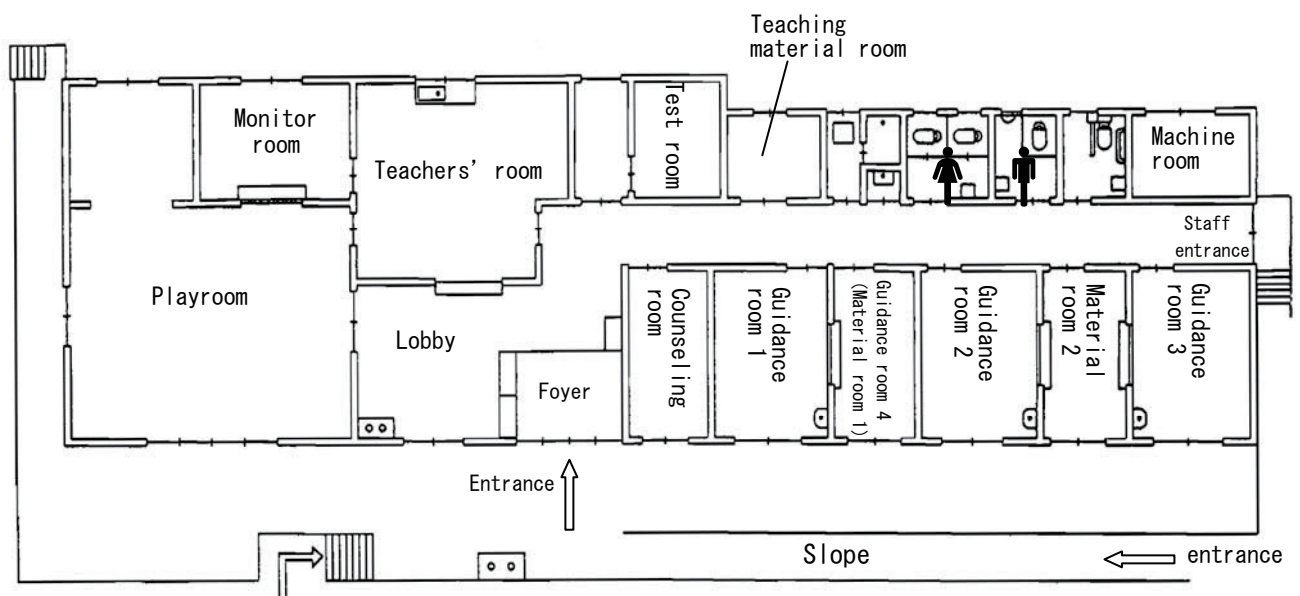 Teaching
material room
Monitor
room
Teachers' room
Test room
Machine
room
Staff
entrance
Playroom
Lobby
Foyer
Counseling
room
Guidance
room 1
Guidance room 4
(Material room 1)
Guidance
room 2
Material
room 2
Guidance
room 3
Entrance
Slope
entrance